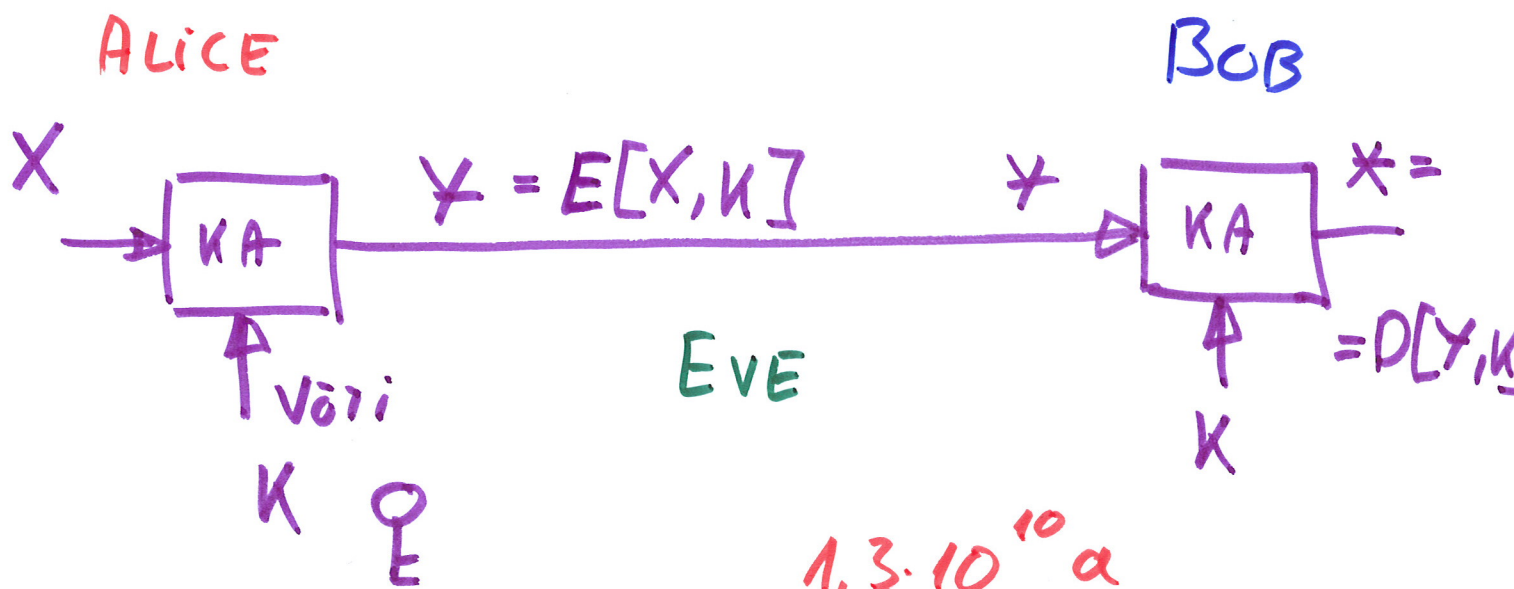 ALiCE BOB
X Y = E[X,K] Y X =
KA KA
= D[Y,K
EVE
Võti
K K
1.3·10¹⁰ a